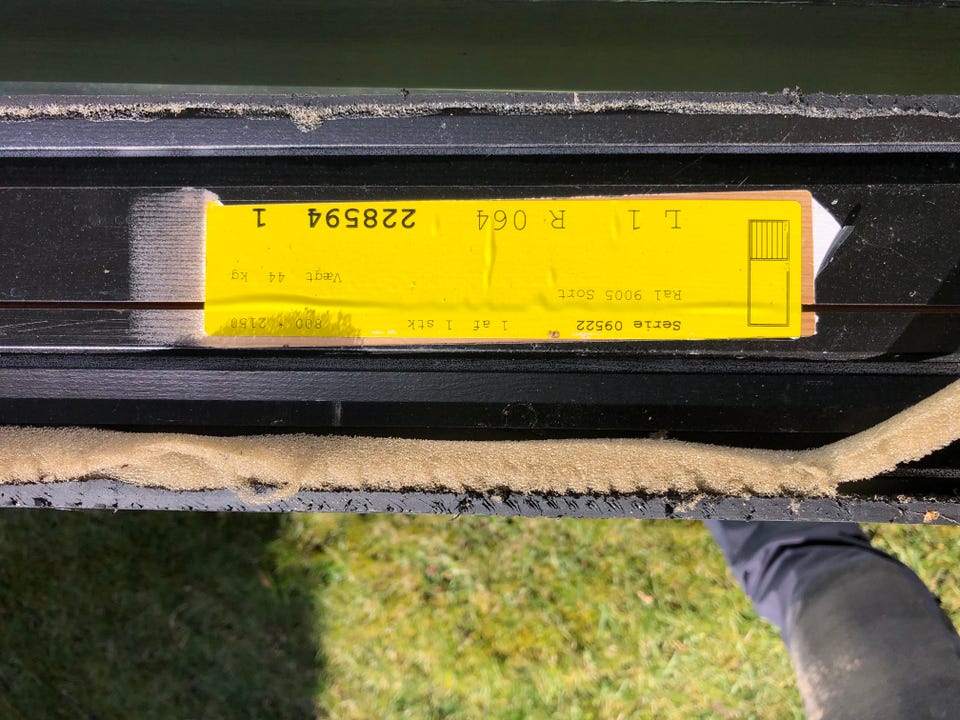 Serie 09522 1 af 1 stk 800 * 2150
Ral 9005 Sort
Vægt 44 kg
L 1 R 064 228594 1